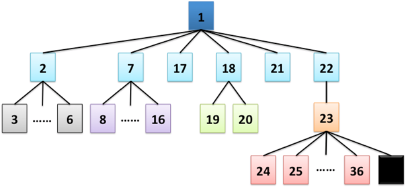 1
2 7 17 18 21 22
3 ...... 6 8 ...... 16 19 20 23
24 25 ...... 36